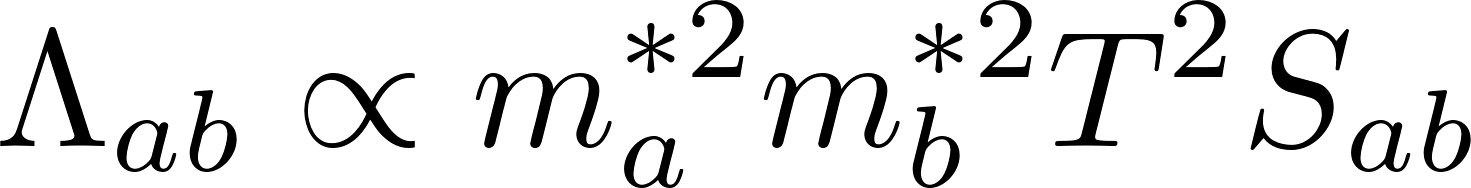 Λ_{ab} ∝ m_a^{*2} m_b^{*2} T^2 S_{ab}